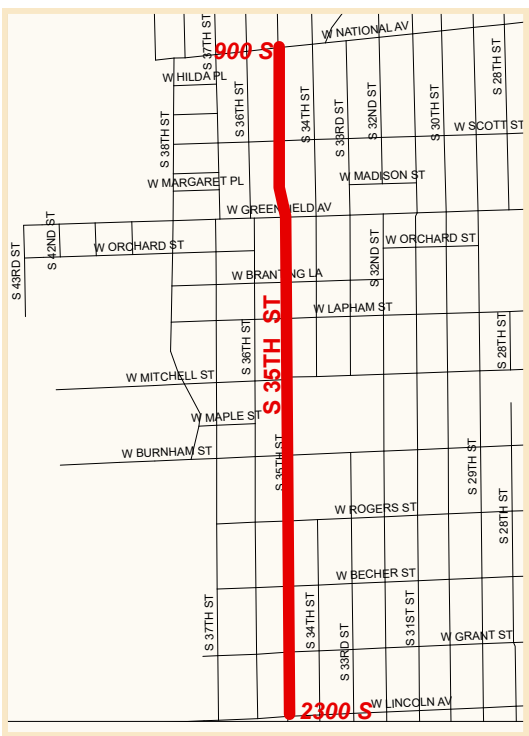 W NATIONAL AV
S 37TH ST
900 S
S 28TH ST
W HILDA PL
S 36TH ST
S 34TH ST
S 33RD ST
S 32ND ST
S 30TH ST
S 38TH ST
W SCOTT ST
W MADISON ST
W MARGARET PL
W GREENFIELD AV
S 43RD ST
S 42ND ST
W ORCHARD ST
S 32ND ST
W ORCHARD ST
W BRANTING LA
W LAPHAM ST
S 35TH ST
S 36TH ST
S 28TH ST
W MITCHELL ST
W MAPLE ST
W BURNHAM ST
S 35TH ST
S 29TH ST
S 28TH ST
W ROGERS ST
W BECHER ST
S 37TH ST
S 34TH ST
S 33RD ST
S 31ST ST
W GRANT ST
W LINCOLN AV
2300 S